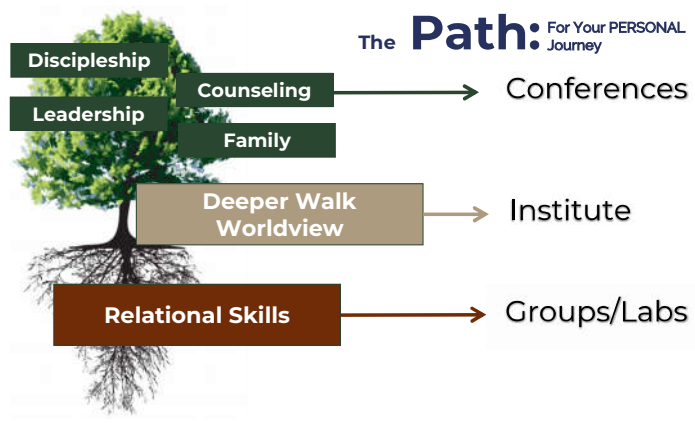 The Path: For Your PERSONAL
Journey
Discipleship
Counseling
Conferences
Leadership
Family
Deeper Walk
Worldview
Institute
Relational Skills
Groups/Labs